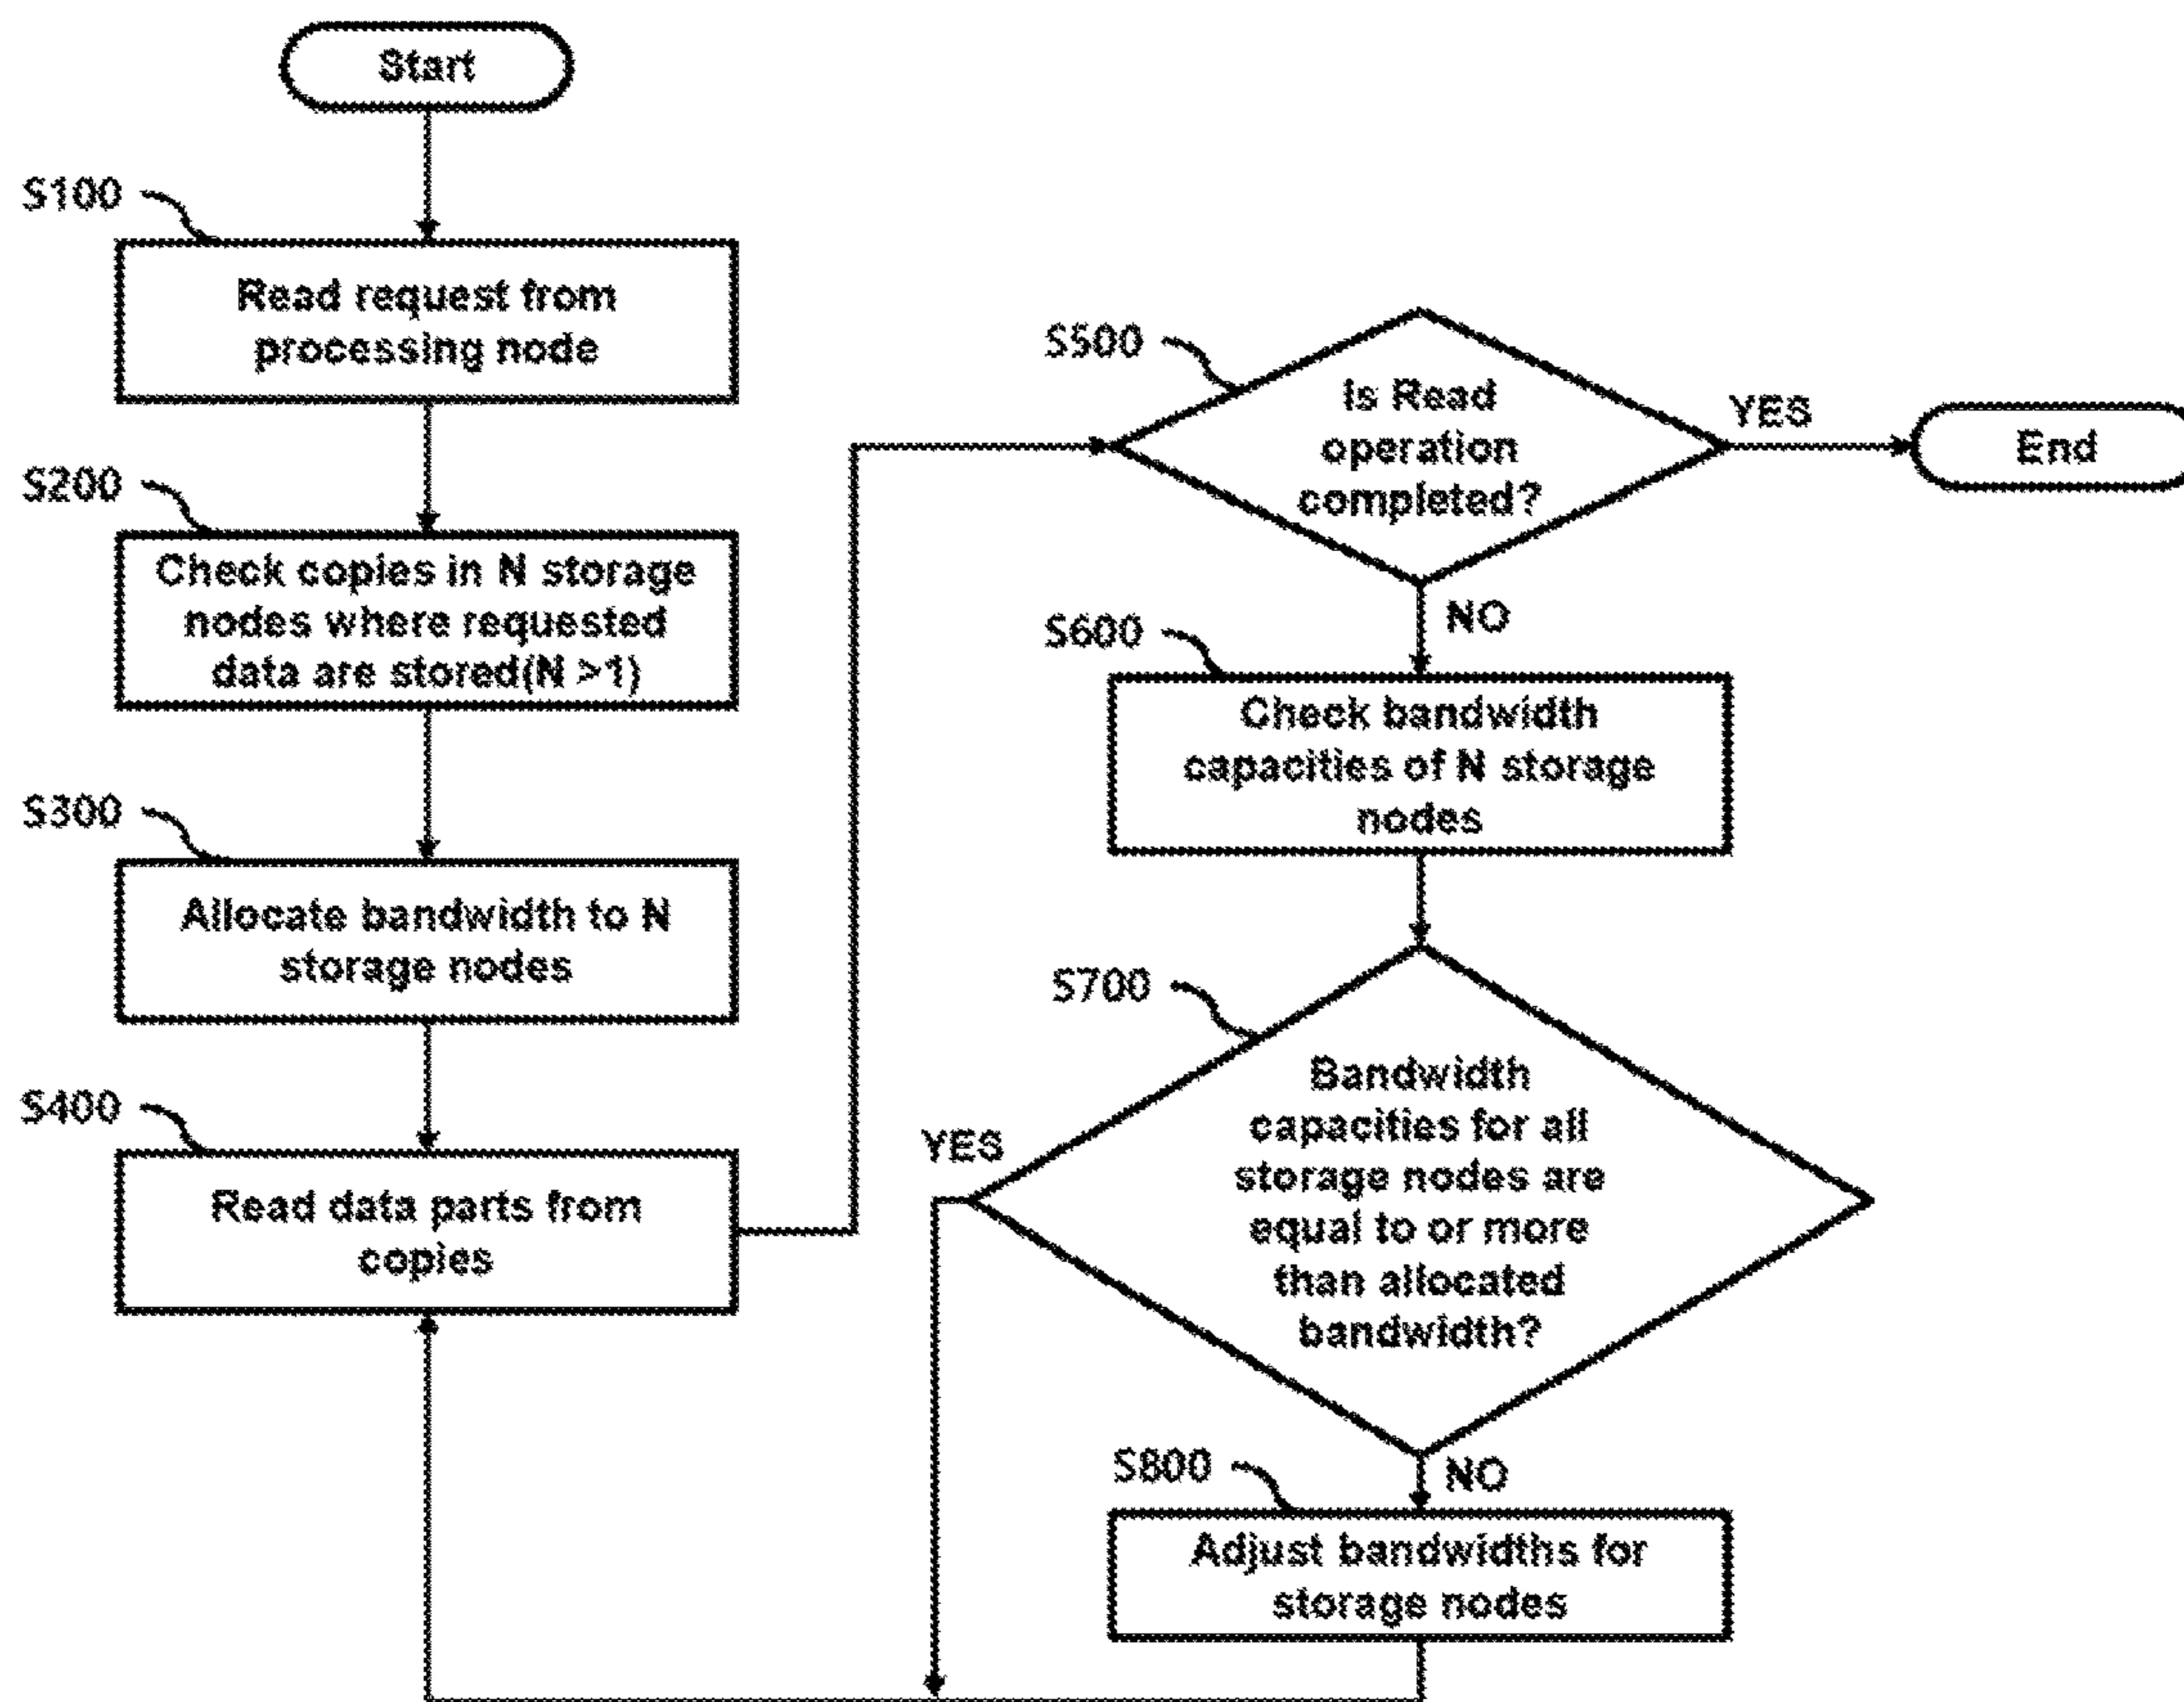 Start
S100
Read request from
processing node
S200
Check copies in N storage
nodes where requested
data are stored(N >1)
S300
Allocate bandwidth to N
storage nodes
S400
Read data parts from
copies
S500
Is Read
operation
completed?
YES
End
NO
S600
Check bandwidth
capacities of N storage
nodes
S700
Bandwidth
capacities for all
storage nodes are
equal to or more
than allocated
bandwidth?
YES
NO
S800
Adjust bandwidths for
storage nodes